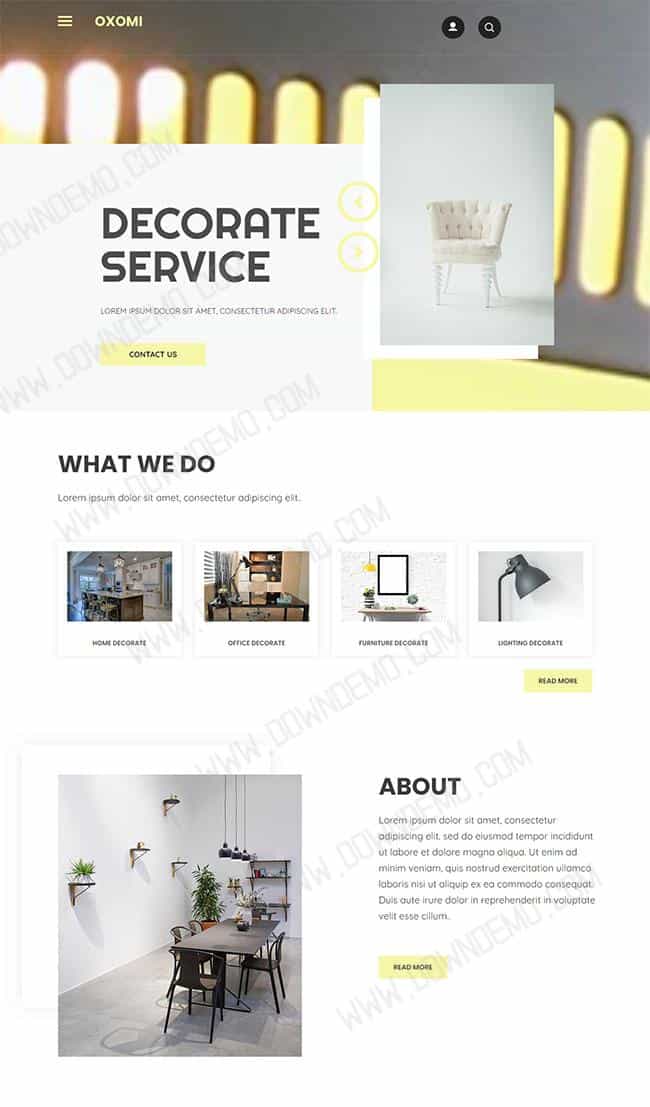 OXOMI
DECORATE
SERVICE
LOREM IPSUM DOLOR SIT AMET, CONSECTETUR ADIPISCING ELIT.
CONTACT US
WHAT WE DO
Lorem ipsum dolor sit amet, consectetur adipiscing elit.
HOME DECORATE
OFFICE DECORATE
FURNITURE DECORATE
LIGHTING DECORATE
READ MORE
ABOUT
Lorem ipsum dolor sit amet, consectetur
adipiscing elit, sed do eiusmod tempor incididunt
ut labore et dolore magna aliqua. Ut enim ad
minim veniam, quis nostrud exercitation ullamco
laboris nisi ut aliquip ex ea commodo consequat.
Duis aute irure dolor in reprehenderit in voluptate
velit esse cillum.
READ MORE
WWW.DOWNDEMO.COM